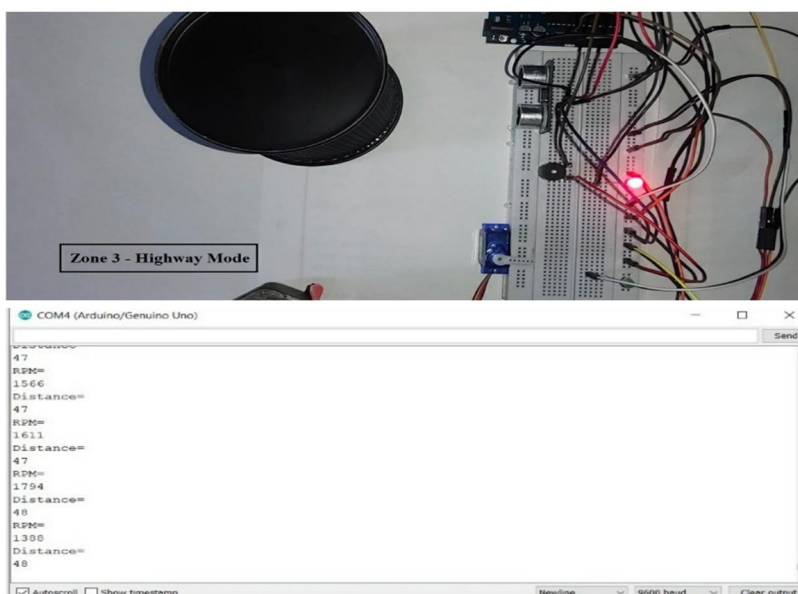 Zone 3 - Highway Mode
COM4 (Arduino/Genuino Uno)
Send
Distance=
47
RPM=
1566
Distance=
47
RPM=
1611
Distance=
47
RPM=
1794
Distance=
48
RPM=
1388
Distance=
48
Autoscroll Show timestamp Newline 9600 baud Clear output